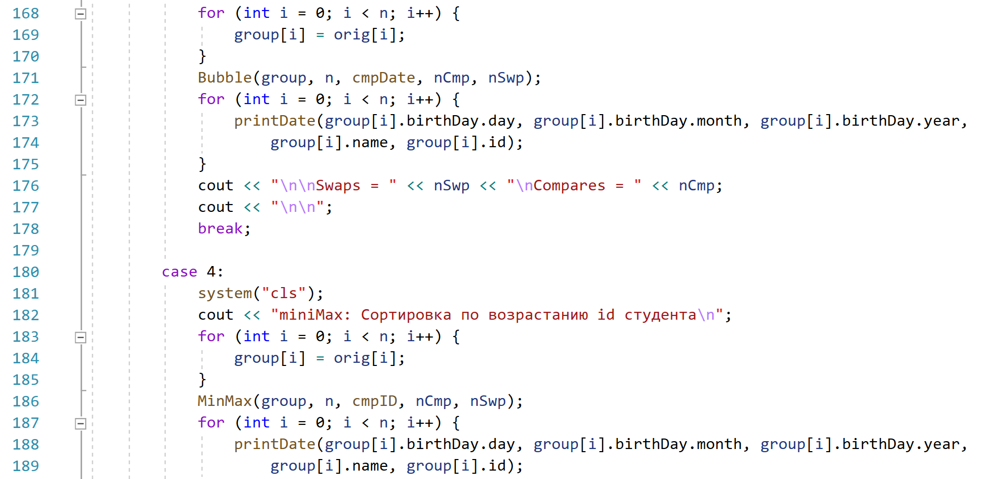 168 for (int i = 0; i < n; i++) {
169 group[i] = orig[i];
170 }
171 Bubble(group, n, cmpDate, nCmp, nSwp);
172 for (int i = 0; i < n; i++) {
173 printDate(group[i].birthDay.day, group[i].birthDay.month, group[i].birthDay.year,
174 group[i].name, group[i].id);
175 }
176 cout << "\n\nSwaps = " << nSwp << "\nCompares = " << nCmp;
177 cout << "\n\n";
178 break;
179
180 case 4:
181 system("cls");
182 cout << "miniMax: Сортировка по возрастанию id студента\n";
183 for (int i = 0; i < n; i++) {
184 group[i] = orig[i];
185 }
186 MinMax(group, n, cmpID, nCmp, nSwp);
187 for (int i = 0; i < n; i++) {
188 printDate(group[i].birthDay.day, group[i].birthDay.month, group[i].birthDay.year,
189 group[i].name, group[i].id);